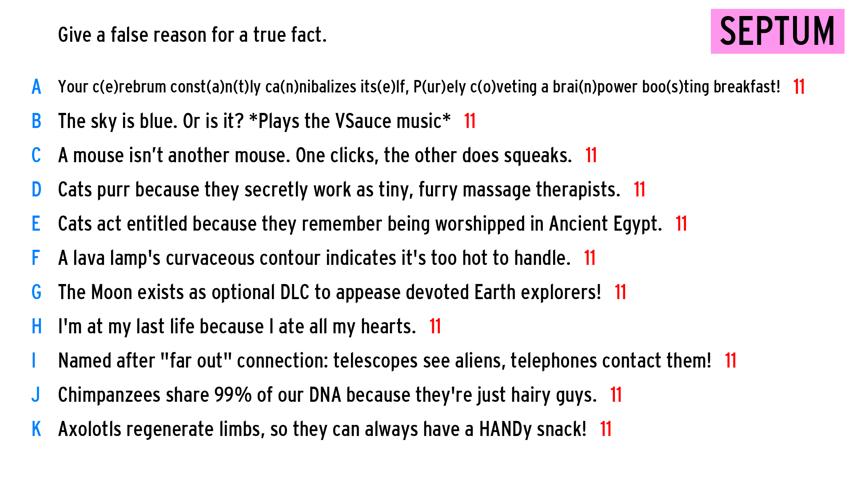 Give a false reason for a true fact.
SEPTUM
A Your c(e)rebrum const(a)n(t)ly ca(n)nibalizes its(e)lf, P(ur)ely c(o)veting a brai(n)power boo(s)ting breakfast! 11
B The sky is blue. Or is it? *Plays the VSauce music* 11
C A mouse isn't another mouse. One clicks, the other does squeaks. 11
D Cats purr because they secretly work as tiny, furry massage therapists. 11
E Cats act entitled because they remember being worshipped in Ancient Egypt. 11
F A lava lamp's curvaceous contour indicates it's too hot to handle. 11
G The Moon exists as optional DLC to appease devoted Earth explorers! 11
H I'm at my last life because I ate all my hearts. 11
I Named after "far out" connection: telescopes see aliens, telephones contact them! 11
J Chimpanzees share 99% of our DNA because they're just hairy guys. 11
K Axolotls regenerate limbs, so they can always have a HANDy snack! 11